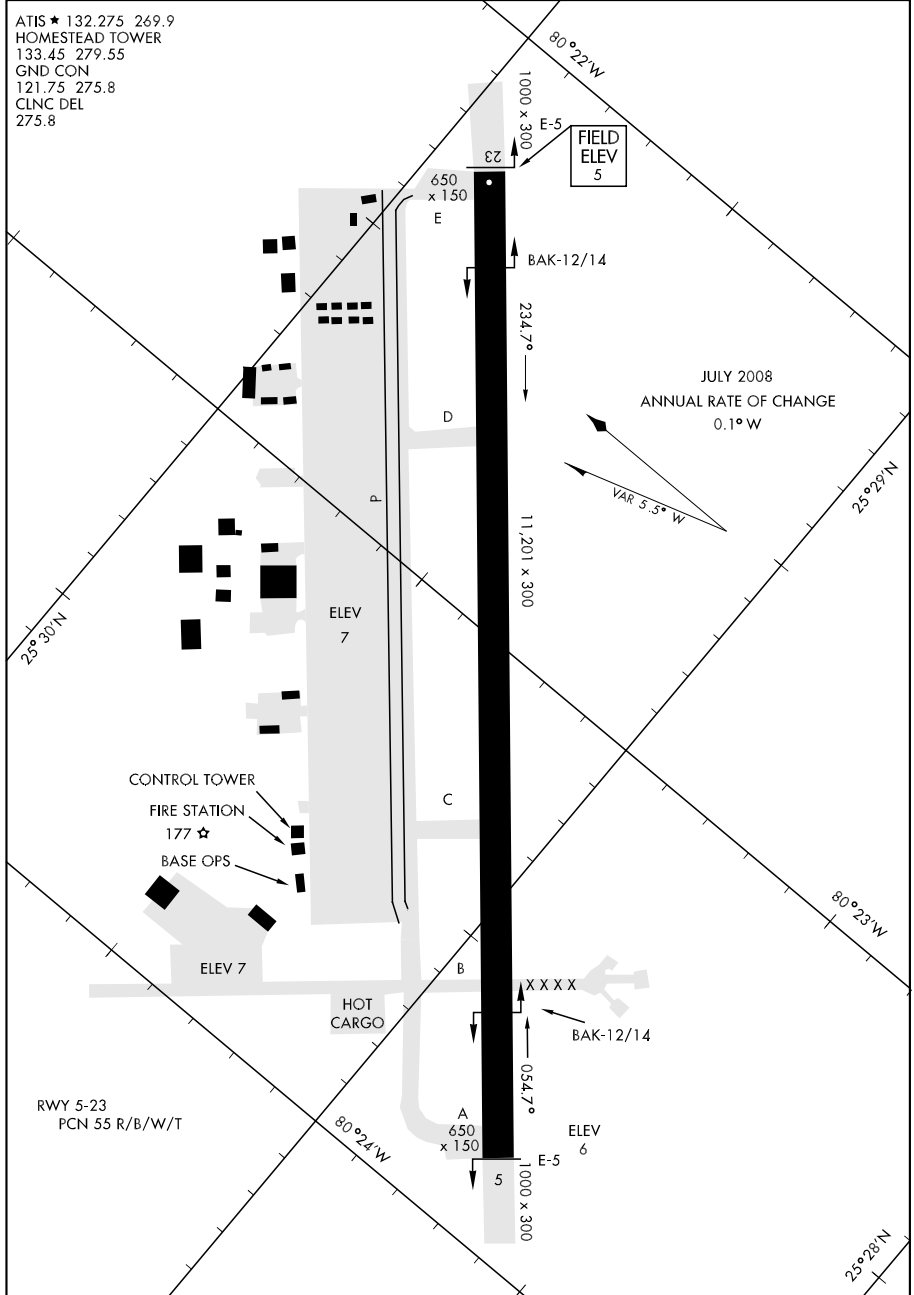 ATIS ★ 132.275 269.9
HOMESTEAD TOWER
133.45 279.55
GND CON
121.75 275.8
CLNC DEL
275.8
80°22'W
1000 x 300
E-5
FIELD
ELEV
5
23
650
x 150
E
BAK-12/14
234.7°
JULY 2008
ANNUAL RATE OF CHANGE
0.1° W
D
VAR 5.5° W
25°29'N
P
11,201 x 300
ELEV
7
25°30'N
CONTROL TOWER
FIRE STATION
177
BASE OPS
C
80°23'W
ELEV 7
B
X X X X
HOT
CARGO
BAK-12/14
054.7°
RWY 5-23
PCN 55 R/B/W/T
A
650
x 150
ELEV
6
80°24'W
E-5
5
1000 x 300
25°28'N